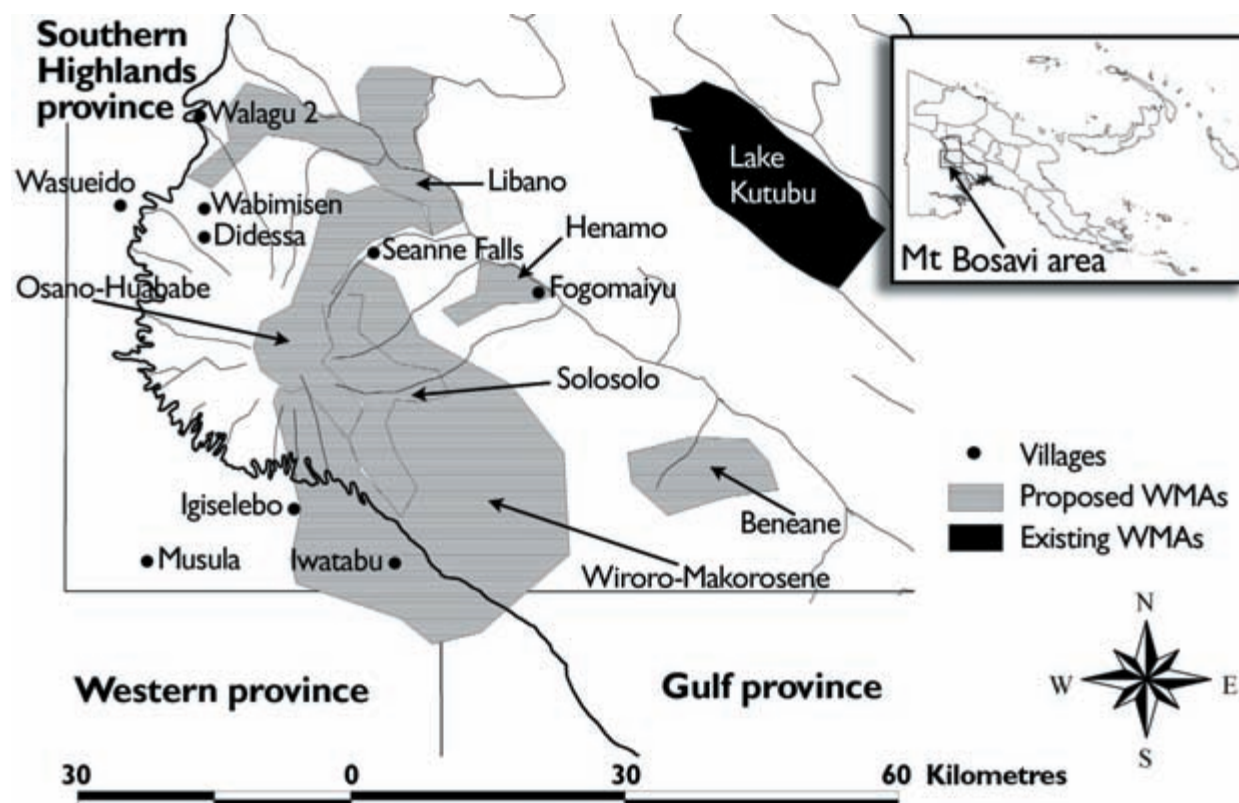 Southern
Highlands
province
Walagu 2
Wasueido
Wabimisen
Didessa
Libano
Seanne Falls
Henamo
Fogomaiyu
Osano-Huababe
Solosolo
Igiselebo
Musula
Iwatabu
Wiroro-Makorosene
Beneane
Lake
Kutubu
Mt Bosavi area
Villages
Proposed WMAs
Existing WMAs
N
W E
S
Western province
Gulf province
30 0 30 60 Kilometres